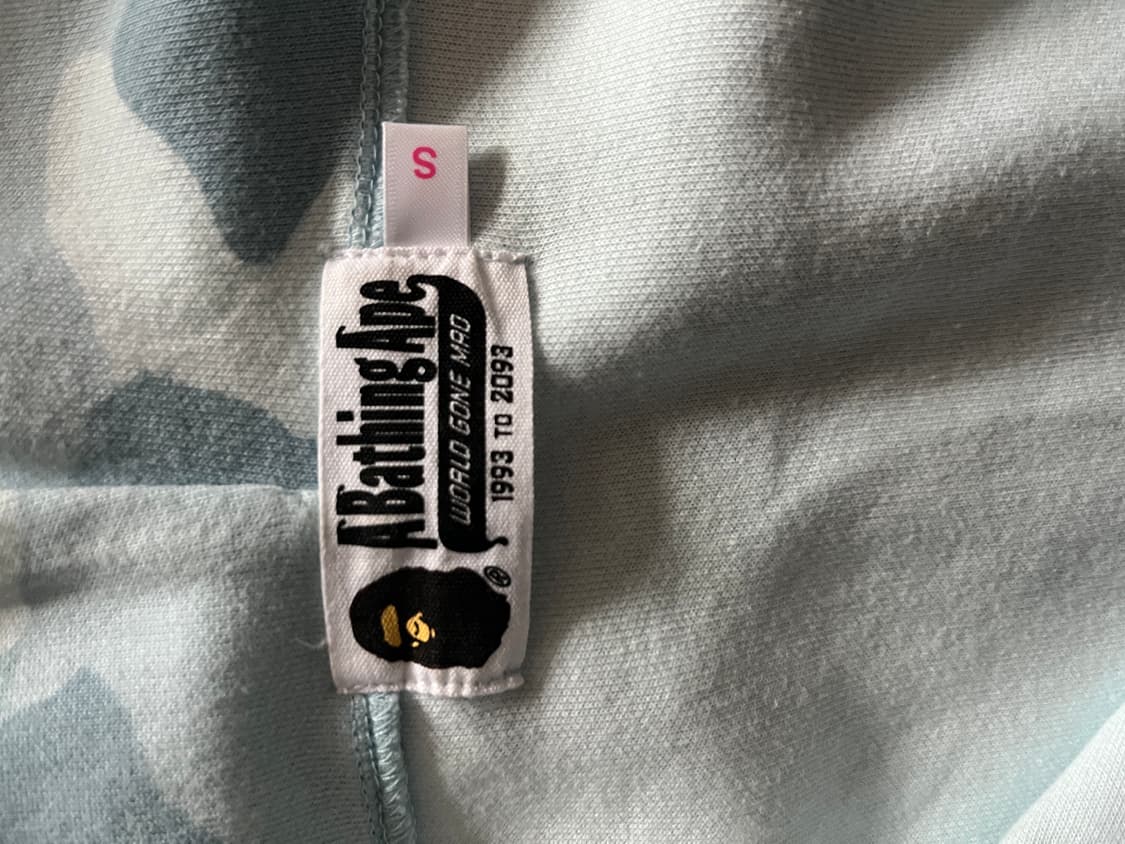 S
ABathingApe
WORLD GONE MAD
1993 TO 2093
®